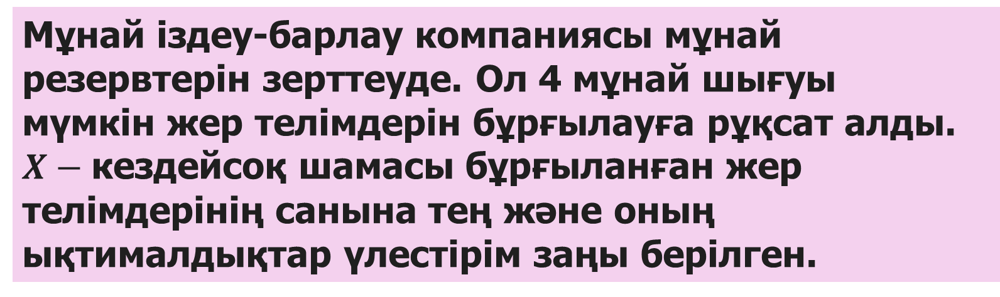 Мұнай іздеу-барлау компаниясы мұнай
резервтерін зерттеуде. Ол 4 мұнай шығуы
мүмкін жер телімдерін бұрғылауға рұқсат алды.
X – кездейсоқ шамасы бұрғыланған жер
телімдерінің санына тең және оның
ықтималдықтар үлестірім заңы берілген.